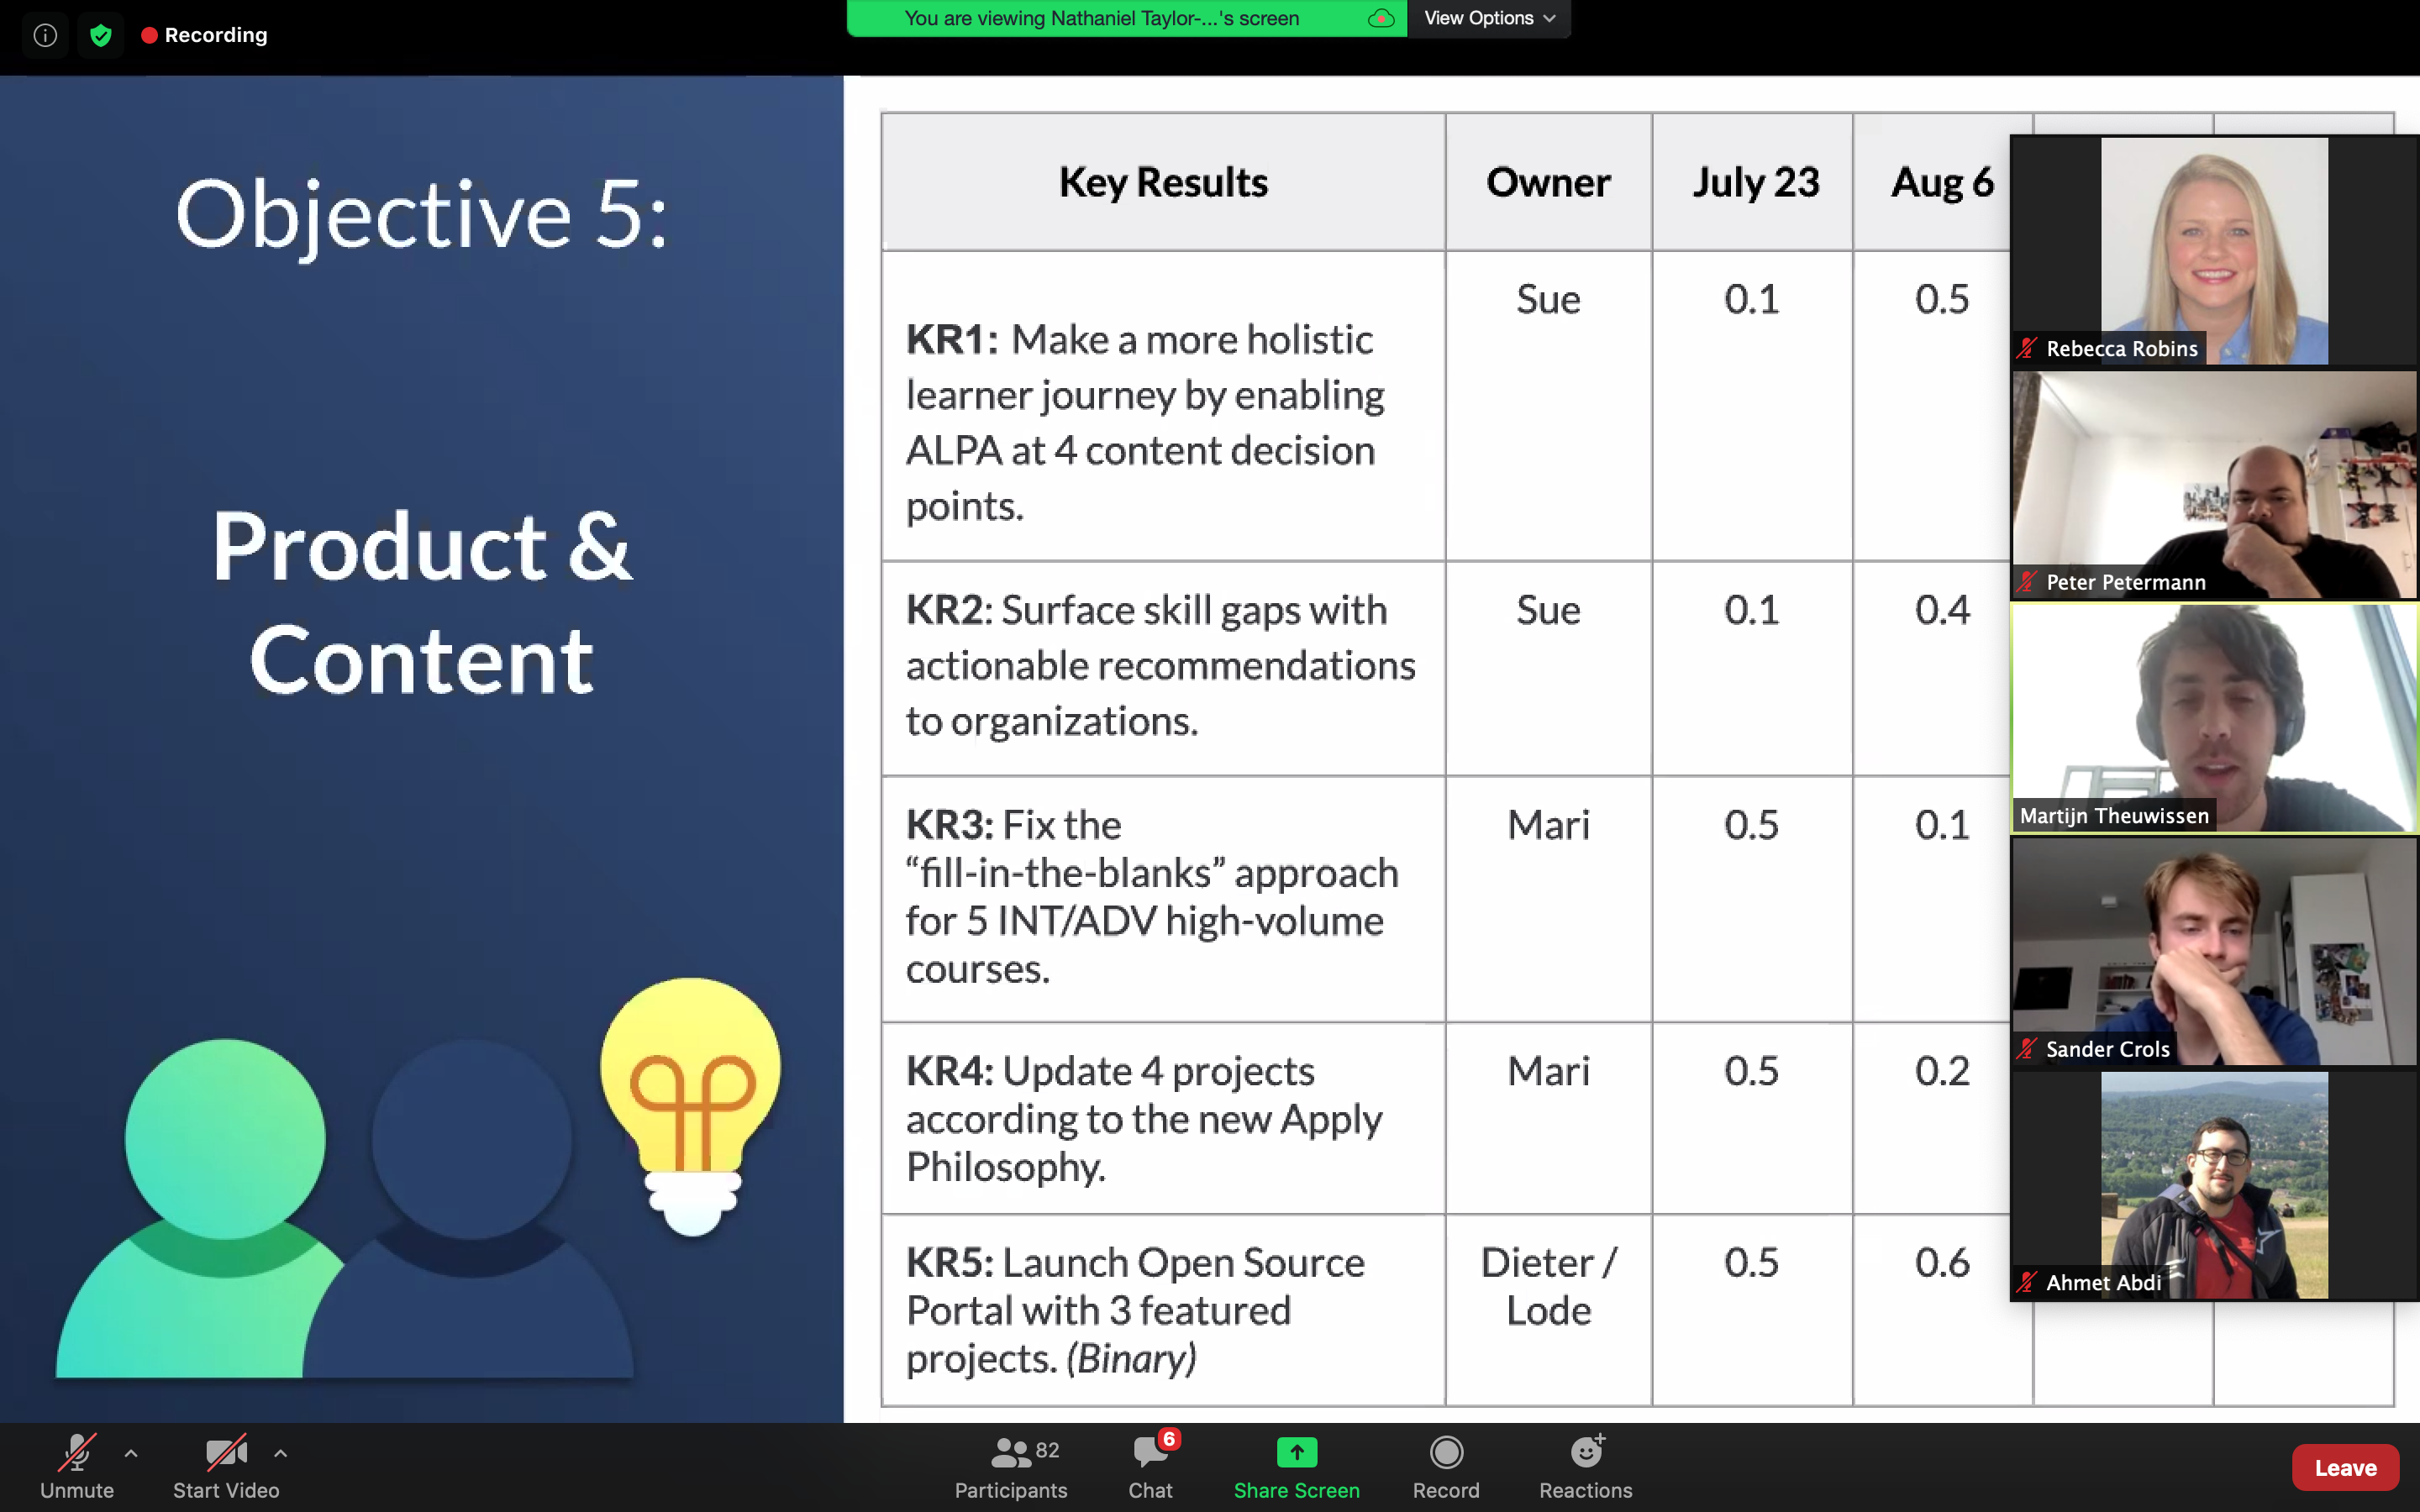 Recording
You are viewing Nathaniel Taylor-...'s screen
View Options
Objective 5:
Product &
Content
Key Results
Owner
July 23
Aug 6
KR1: Make a more holistic
learner journey by enabling
ALPA at 4 content decision
points.
Sue
0.1
0.5
KR2: Surface skill gaps with
actionable recommendations
to organizations.
Sue
0.1
0.4
KR3: Fix the
“fill-in-the-blanks” approach
for 5 INT/ADV high-volume
courses.
Mari
0.5
0.1
KR4: Update 4 projects
according to the new Apply
Philosophy.
Mari
0.5
0.2
KR5: Launch Open Source
Portal with 3 featured
projects. (Binary)
Dieter /
Lode
0.5
0.6
Rebecca Robins
Peter Petermann
Martijn Theuwissen
Sander Crols
Ahmet Abdi
Unmute
Start Video
82
Participants
6
Chat
Share Screen
Record
Reactions
Leave